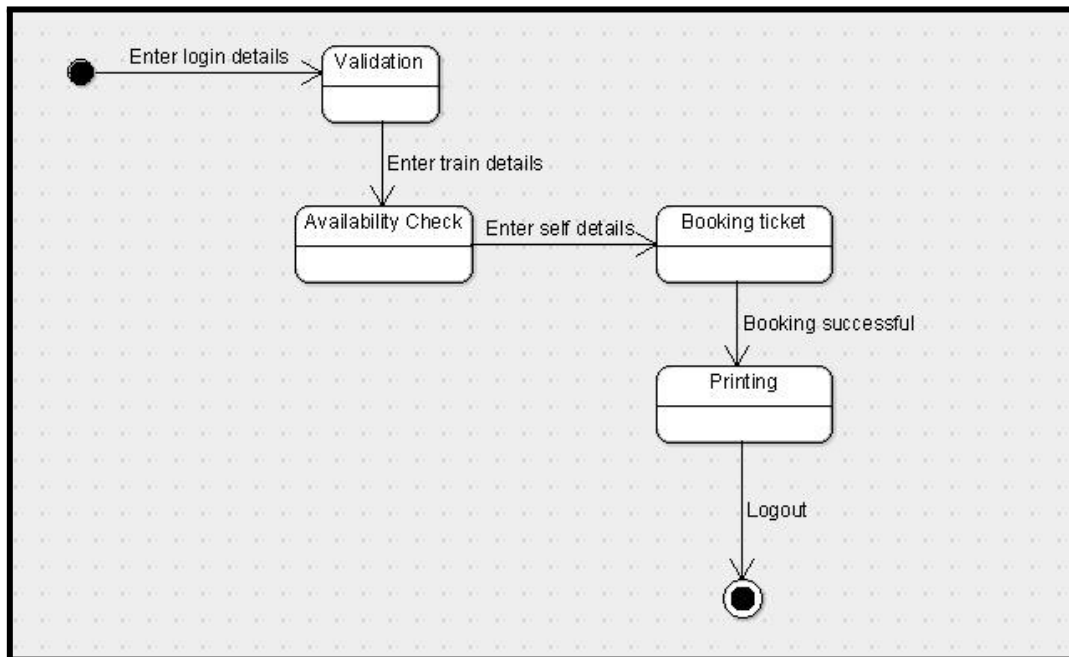 Enter login details
Validation
Enter train details
Availability Check
Enter self details
Booking ticket
Booking successful
Printing
Logout